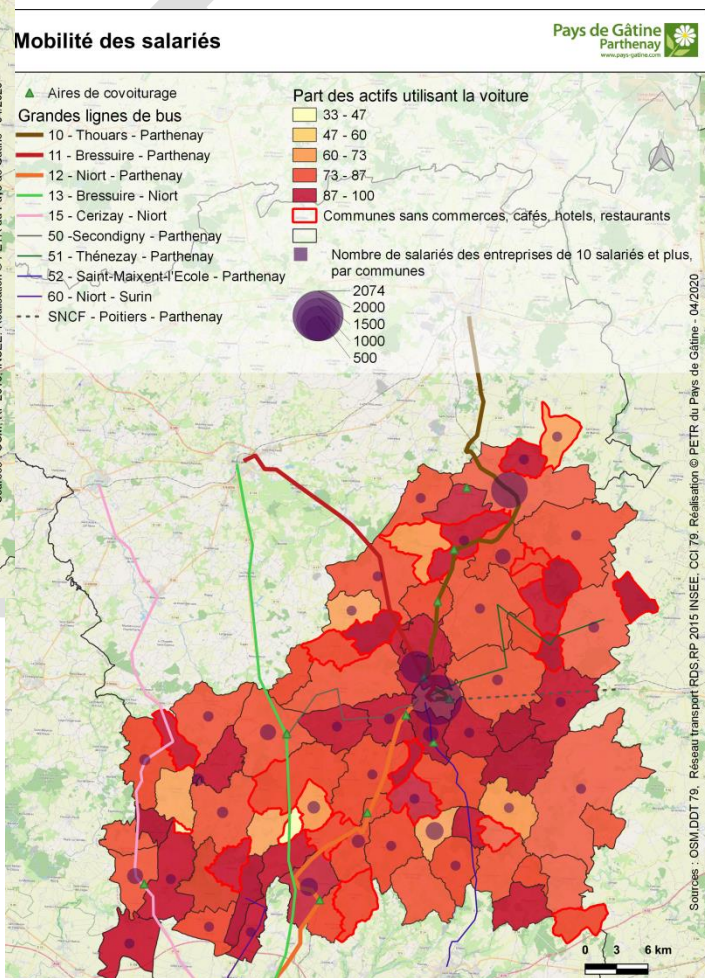 Mobilité des salariés
Pays de Gâtine
Parthenay
www.pays-gatine.com
Aires de covoiturage
Grandes lignes de bus
10 - Thouars - Parthenay
11 - Bressuire - Parthenay
12 - Niort - Parthenay
13 - Bressuire - Niort
15 - Cerizay - Niort
50 -Secondigny - Parthenay
51 - Thénezay - Parthenay
52 - Saint-Maixent-l'Ecole - Parthenay
60 - Niort - Surin
SNCF - Poitiers - Parthenay
Part des actifs utilisant la voiture
33 - 47
47 - 60
60 - 73
73 - 87
87 - 100
Communes sans commerces, cafés, hotels, restaurants
Nombre de salariés des entreprises de 10 salariés et plus,
par communes
2074
2000
1500
1000
500
Sources : OSM,DDT 79, Réseau transport RDS,RP 2015 INSEE, CCI 79. Réalisation © PETR du Pays de Gâtine - 04/2020
0 3 6 km